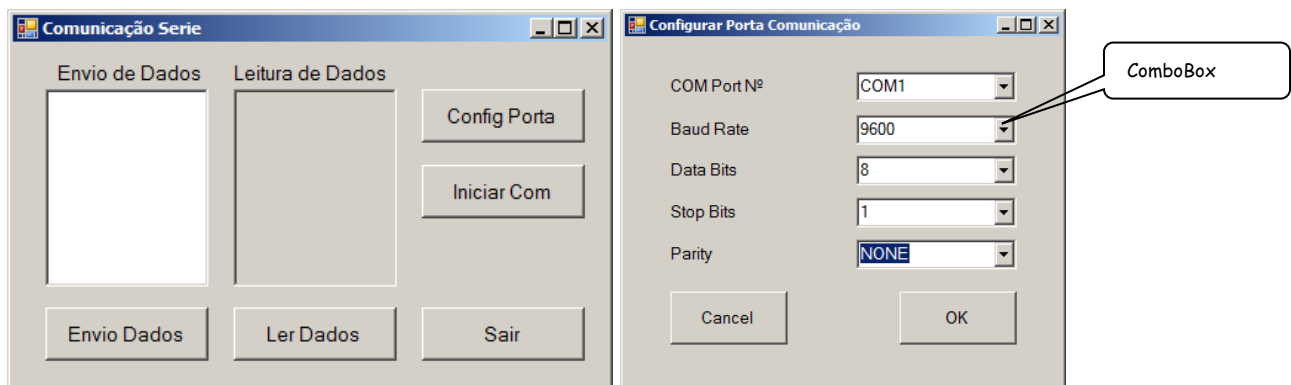 Comunicação Serie
Envio de Dados
Leitura de Dados
Config Porta
Iniciar Com
Envio Dados
Ler Dados
Sair
Configurar Porta Comunicação
COM Port Nº
COM1
Baud Rate
9600
Data Bits
8
Stop Bits
1
Parity
NONE
Cancel
OK
ComboBox